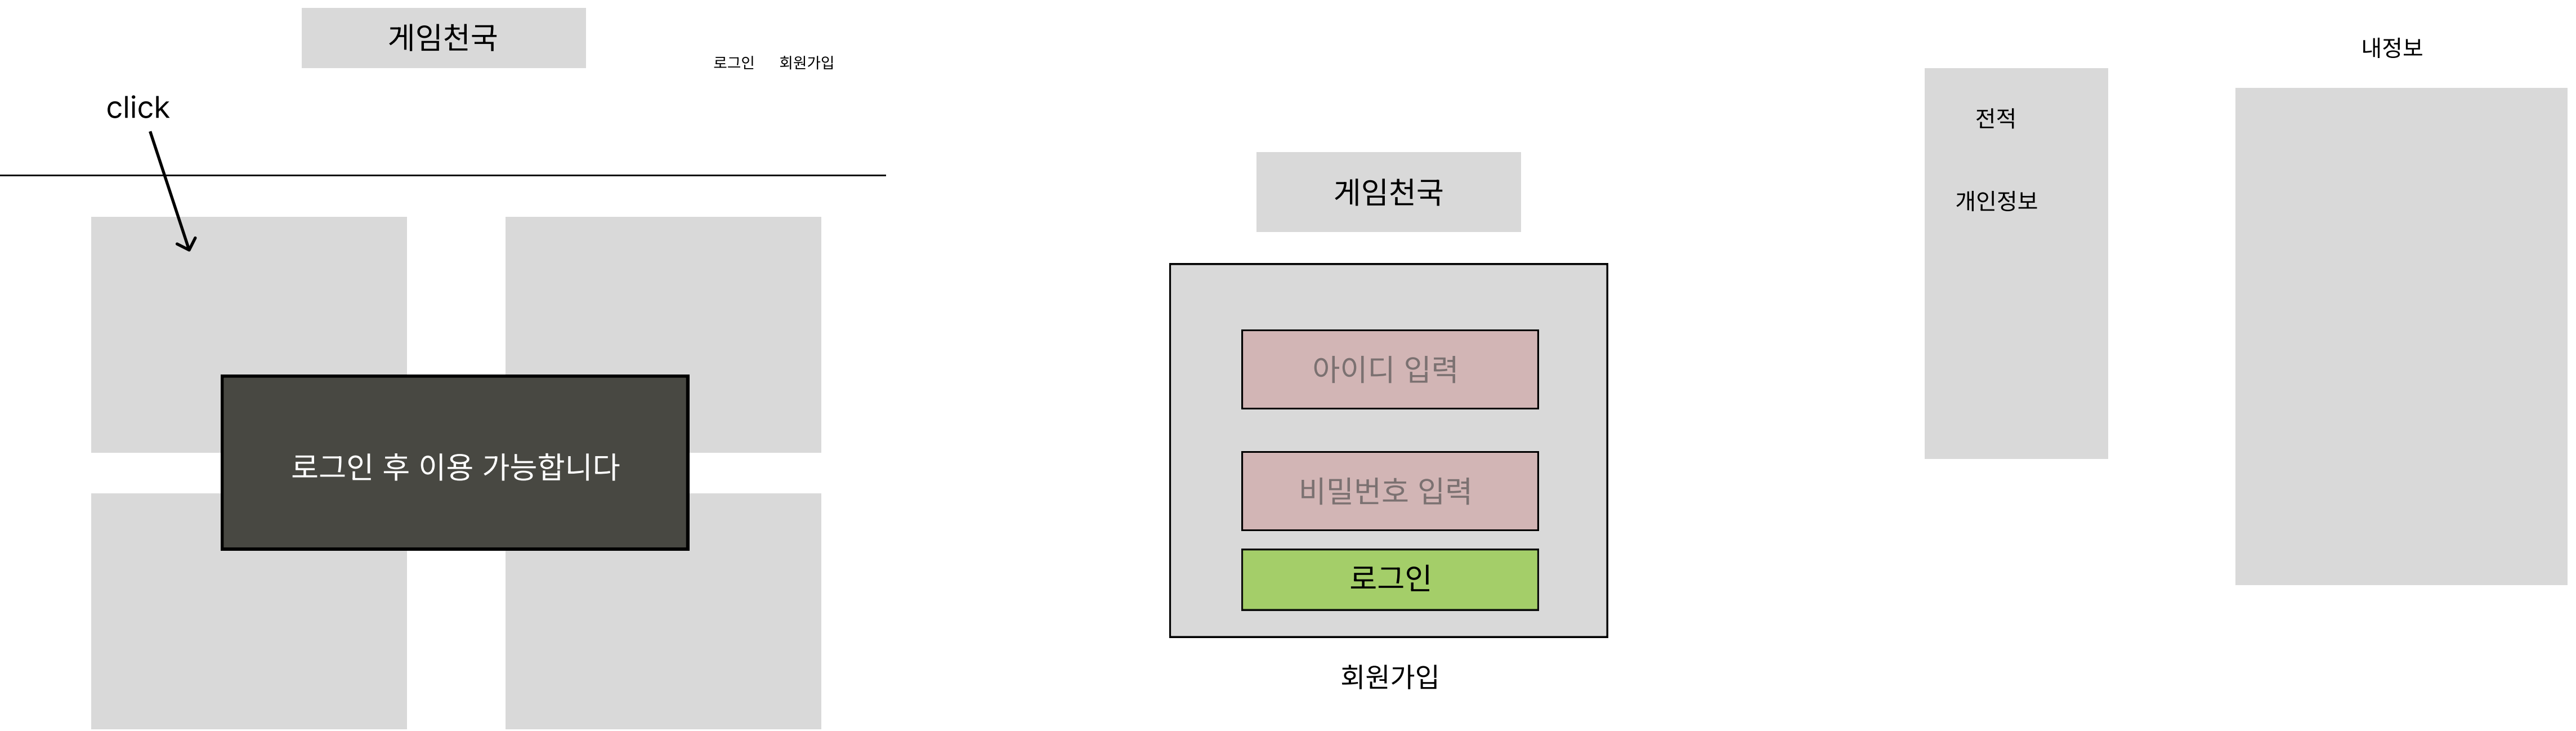 게임천국
로그인 회원가입
click
로그인 후 이용 가능합니다
게임천국
아이디 입력
비밀번호 입력
로그인
회원가입
전적
개인정보
내정보